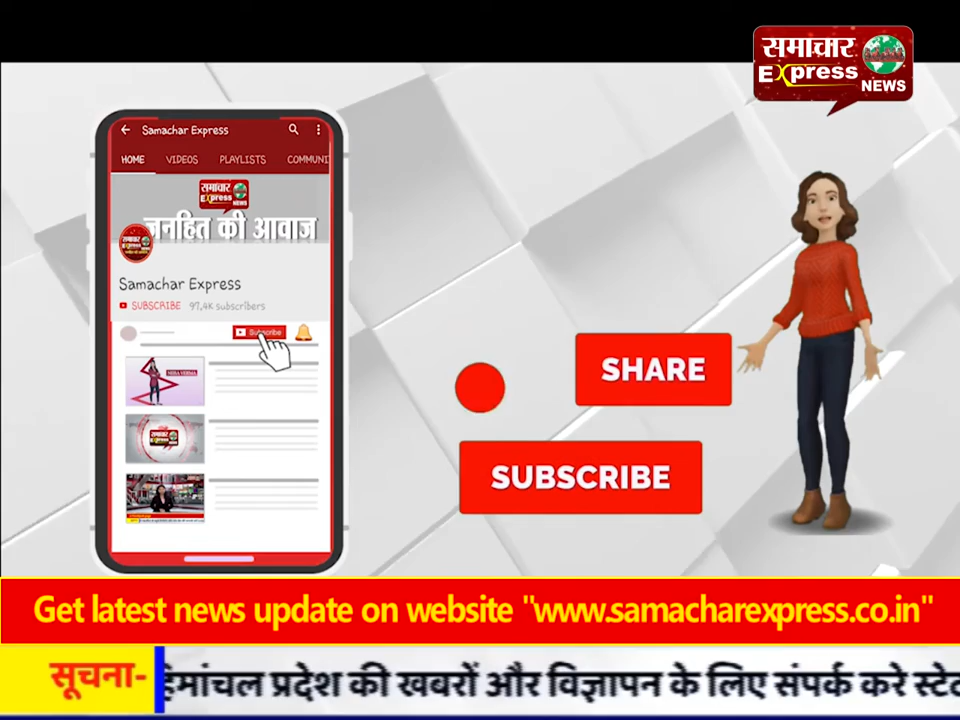 समाचार
Express
NEWS
Samachar Express
HOME VIDEOS PLAYLISTS COMMUNI
समाचार
Express
NEWS
जनहित की आवाज
Samachar Express
SUBSCRIBE 97.4K subscribers
Subscribe
SHARE
SUBSCRIBE
समाचार
Express
Get latest news update on website "www.samacharexpress.co.in"
सूचना- हिमांचल प्रदेश की खबरों और विज्ञापन के लिए संपर्क करे स्टे